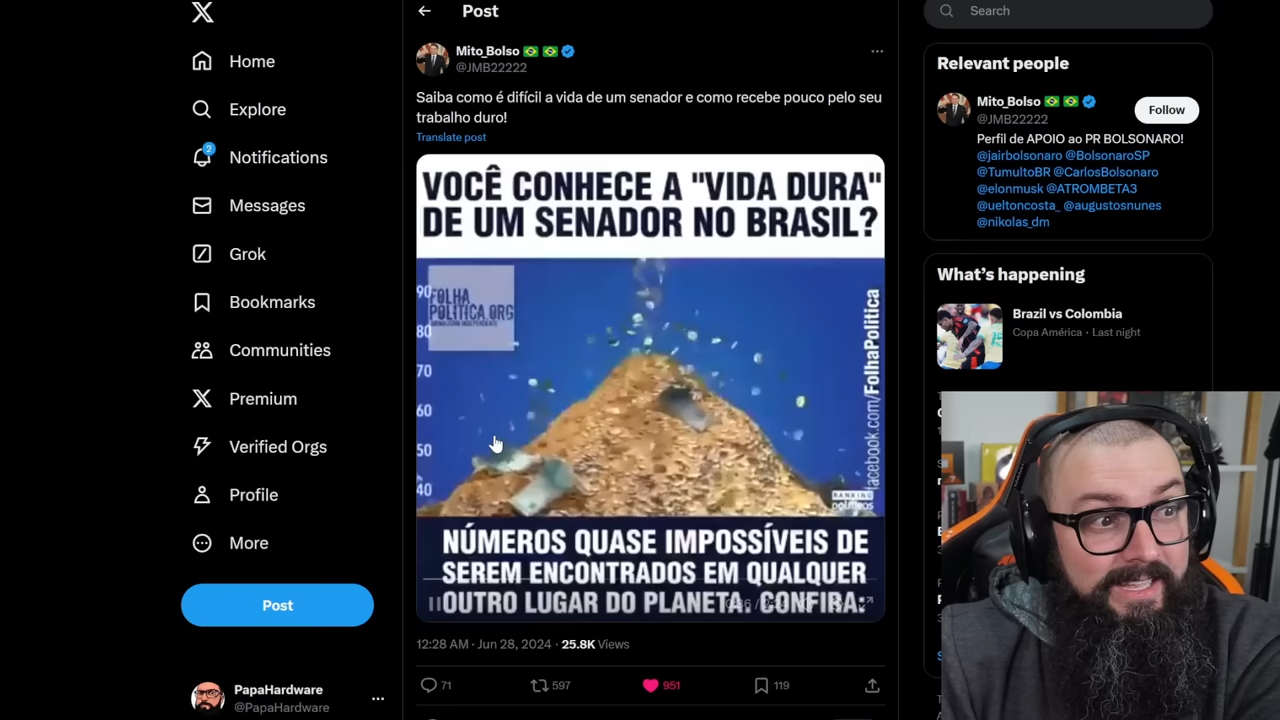 Home
Explore
2
Notifications
Messages
Grok
Bookmarks
Communities
Premium
Verified Orgs
Profile
More
Post
PapaHardware
@PapaHardware
Post
Mito_Bolso 🇧🇷 🇧🇷
@JMB22222
Saiba como é difícil a vida de um senador e como recebe pouco pelo seu
trabalho duro!
Translate post
VOCÊ CONHECE A "VIDA DURA"
DE UM SENADOR NO BRASIL?
FOLHA
POLITICA.ORG
90
80
70
60
50
40
facebook.com/FolhaPolitica
RANKING
políticos
NÚMEROS QUASE IMPOSSÍVEIS DE
SEREM ENCONTRADOS EM QUALQUER
OUTRO LUGAR DO PLANETA. CONFIRA:
12:28 AM · Jun 28, 2024 · 25.8K Views
71
597
951
119
Search
Relevant people
Mito_Bolso 🇧🇷 🇧🇷
@JMB22222
Follow
Perfil de APOIO ao PR BOLSONARO!
@jairbolsonaro @BolsonaroSP
@TumultoBR @CarlosBolsonaro
@elonmusk @ATROMBETA3
@ueltoncosta_ @augustosnunes
@nikolas_dm
What's happening
Brazil vs Colombia
Copa América · Last night